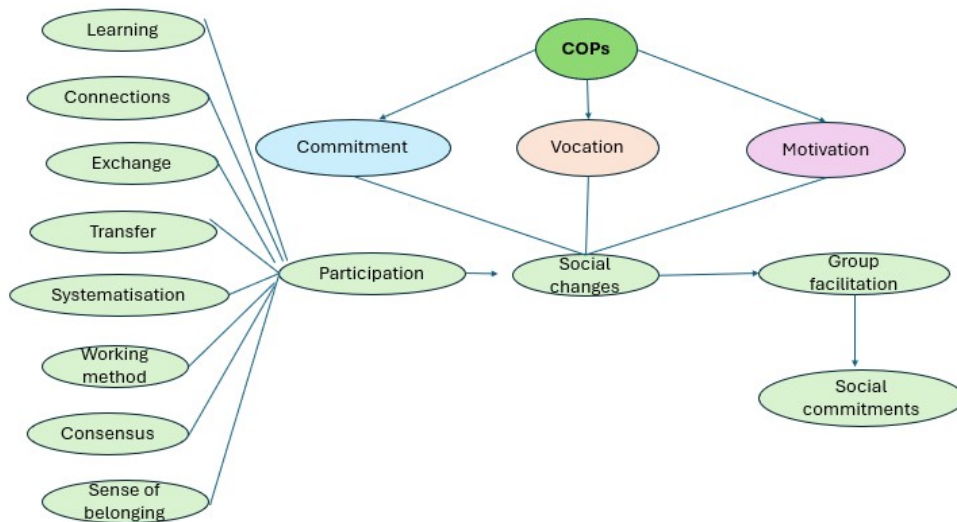 Learning
COPs
Connections
Commitment
Vocation
Motivation
Exchange
Transfer
Participation
Social
changes
Group
facilitation
Systematisation
Working
method
Social
commitments
Consensus
Sense of
belonging